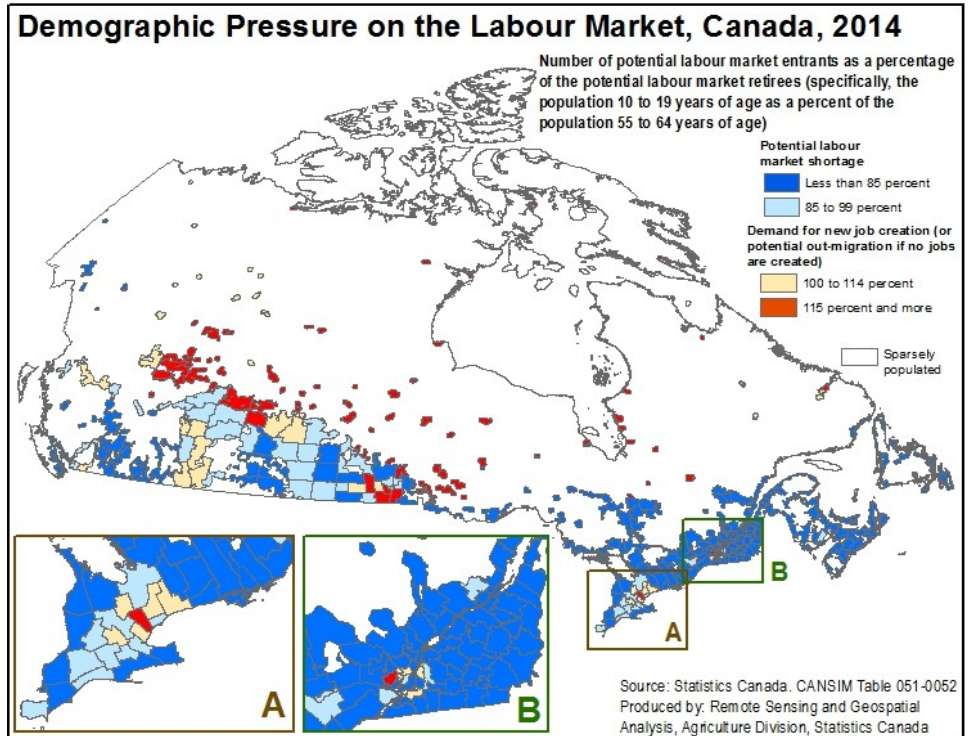 Demographic Pressure on the Labour Market, Canada, 2014
Number of potential labour market entrants as a percentage
of the potential labour market retirees (specifically, the
population 10 to 19 years of age as a percent of the
population 55 to 64 years of age)
Potential labour
market shortage
Less than 85 percent
85 to 99 percent
Demand for new job creation (or
potential out-migration if no jobs
are created)
100 to 114 percent
115 percent and more
Sparsely
populated
B
A
A
B
Source: Statistics Canada. CANSIM Table 051-0052
Produced by: Remote Sensing and Geospatial
Analysis, Agriculture Division, Statistics Canada